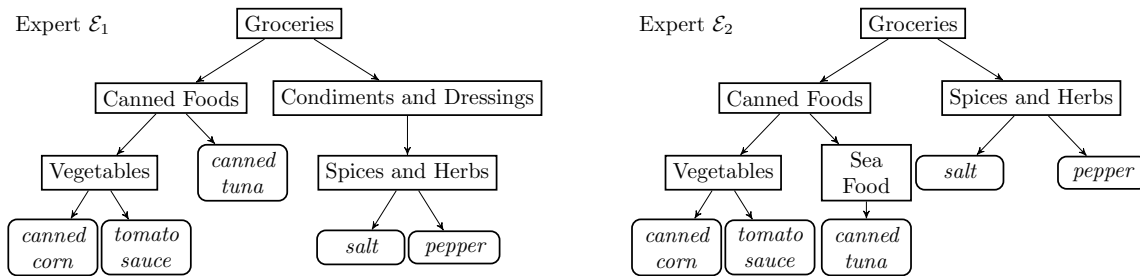 Expert ℰ₁
Groceries
Canned Foods
Condiments and Dressings
Vegetables
canned
tuna
Spices and Herbs
canned
corn
tomato
sauce
salt
pepper
Expert ℰ₂
Groceries
Canned Foods
Spices and Herbs
Vegetables
Sea
Food
salt
pepper
canned
corn
tomato
sauce
canned
tuna